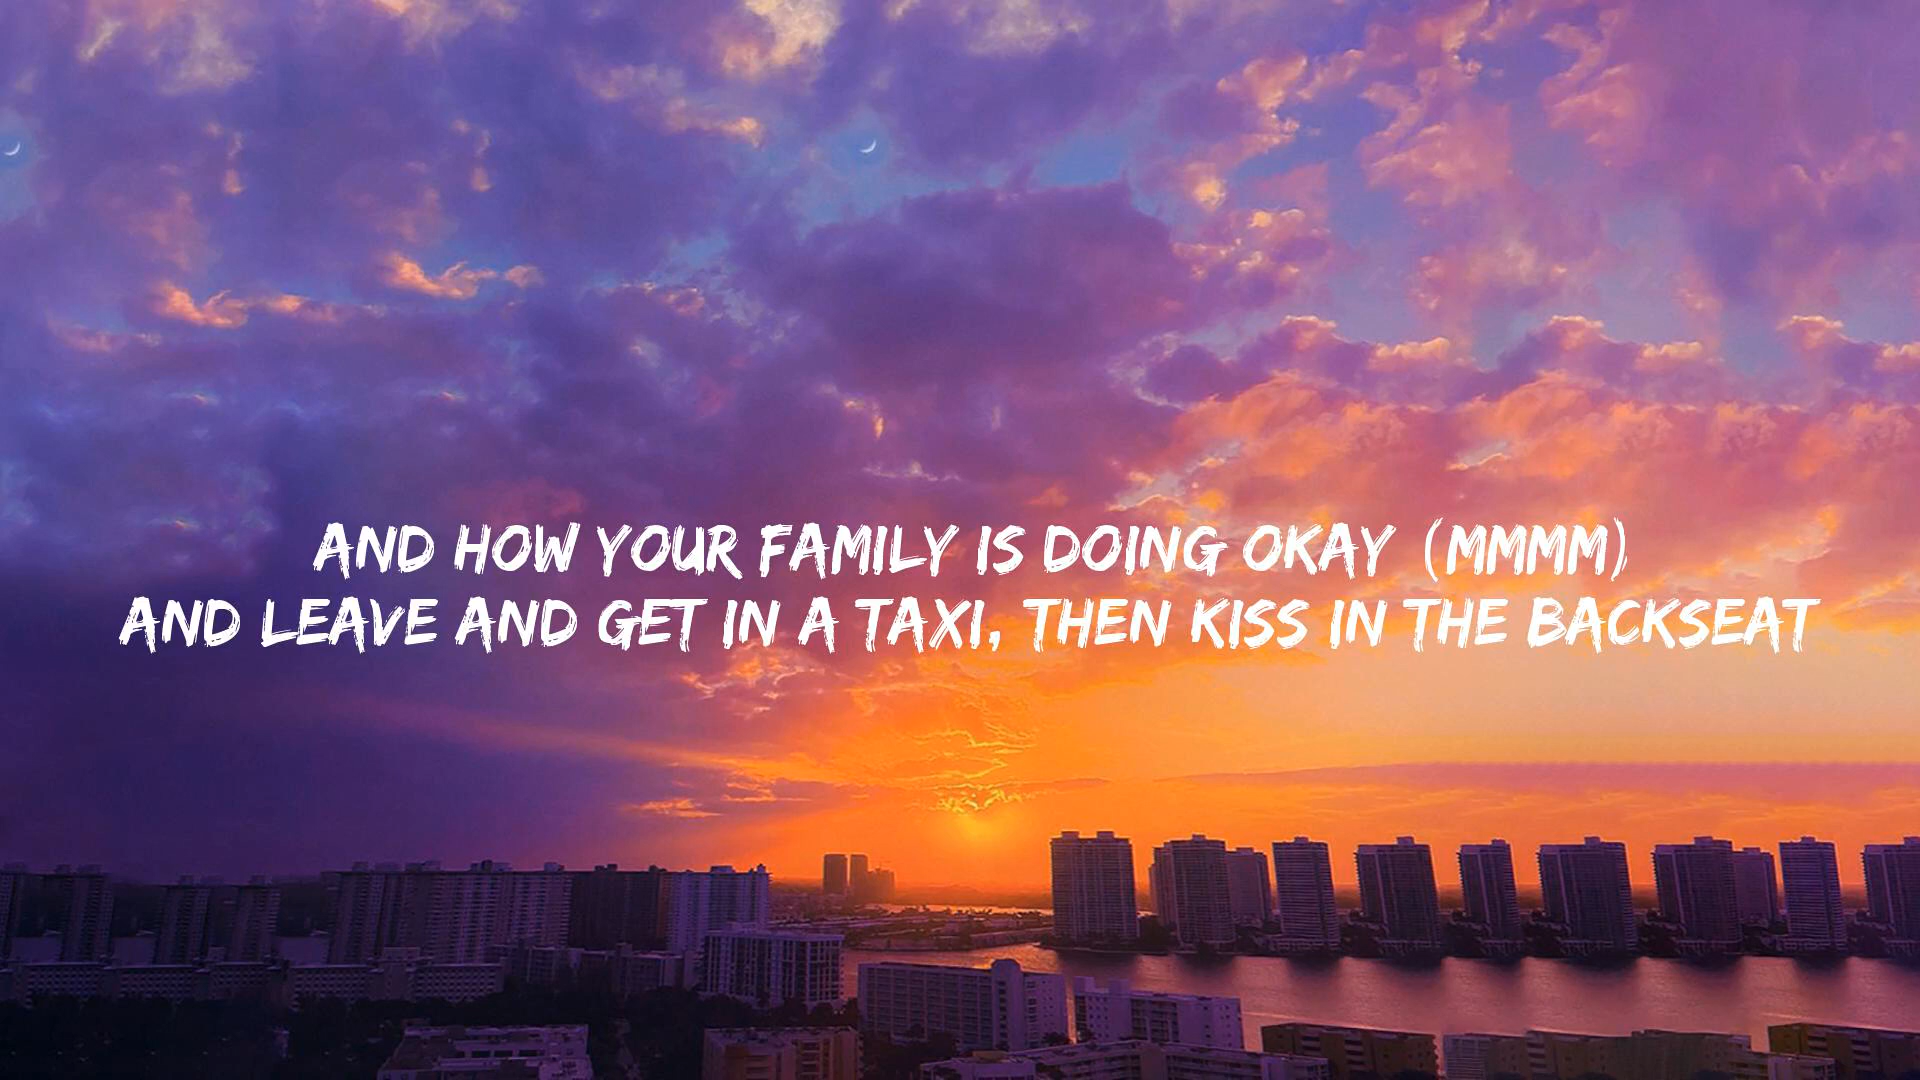 AND HOW YOUR FAMILY IS DOING OKAY (MMMM)
AND LEAVE AND GET IN A TAXI, THEN KISS IN THE BACKSEAT